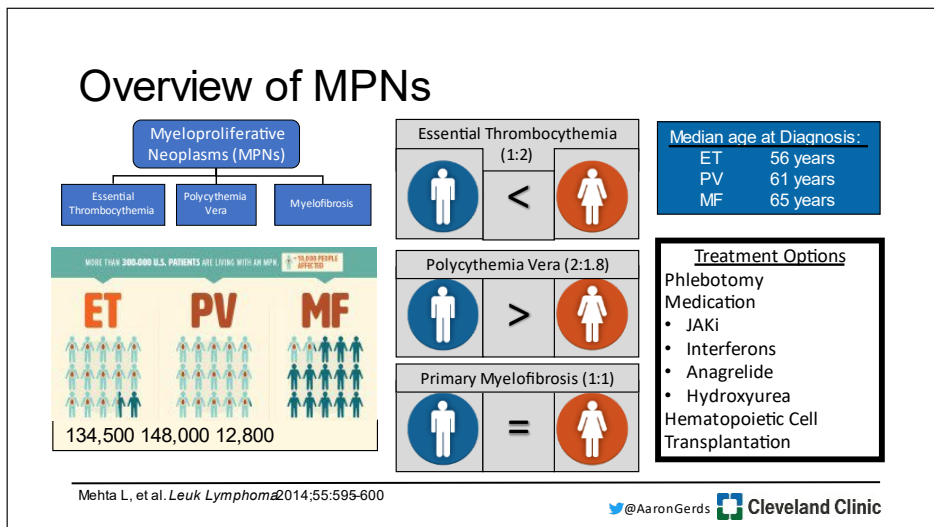 Overview of MPNs
Myeloproliferative
Neoplasms (MPNs)
Essential
Thrombocythemia
Polycythemia
Vera
Myelofibrosis
MORE THAN 300,000 U.S. PATIENTS ARE LIVING WITH AN MPN.
= 10,000 PEOPLE
AFFECTED
ET PV MF
134,500 148,000 12,800
Essential Thrombocythemia
(1:2)
<
Polycythemia Vera (2:1.8)
>
Primary Myelofibrosis (1:1)
=
Median age at Diagnosis:
ET 56 years
PV 61 years
MF 65 years
Treatment Options
Phlebotomy
Medication
• JAKi
• Interferons
• Anagrelide
• Hydroxyurea
Hematopoietic Cell
Transplantation
Mehta L, et al. Leuk Lymphoma 2014;55:595-600
@AaronGerds Cleveland Clinic